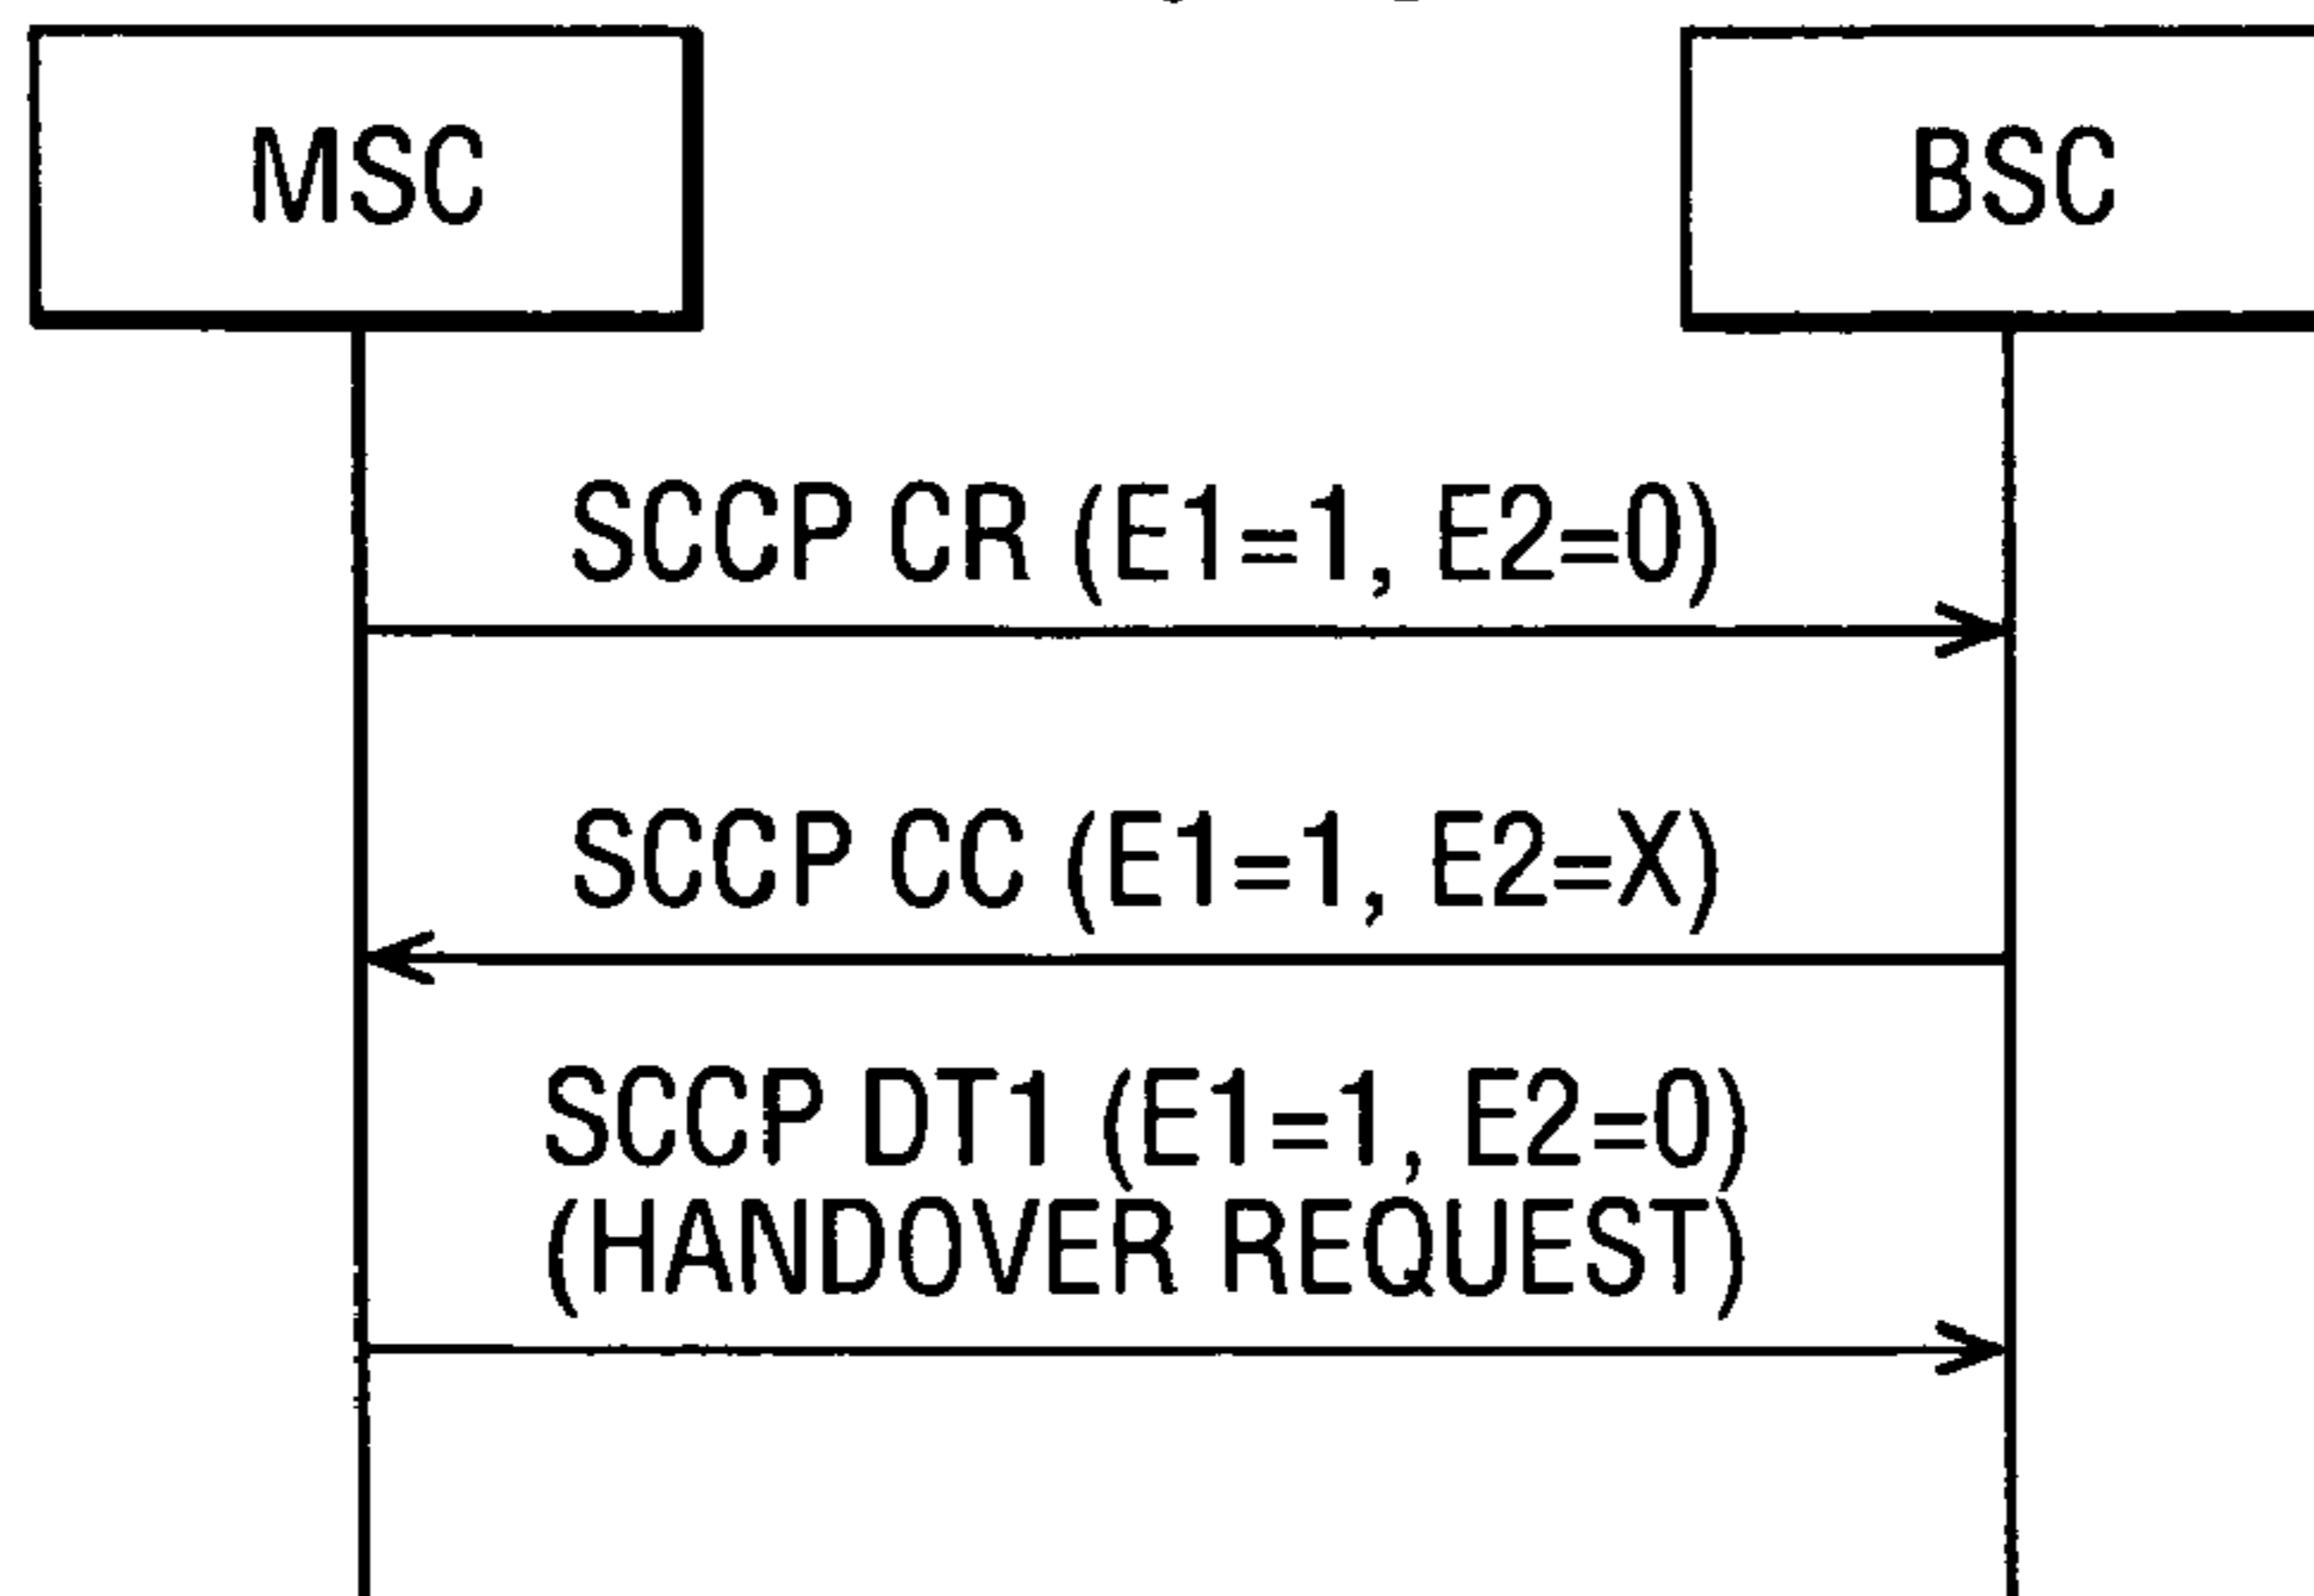 MSC
BSC
SCCP CR (E1=1, E2=0)
SCCP CC (E1=1, E2=X)
SCCP DT1 (E1=1, E2=0)
(HANDOVER REQUEST)